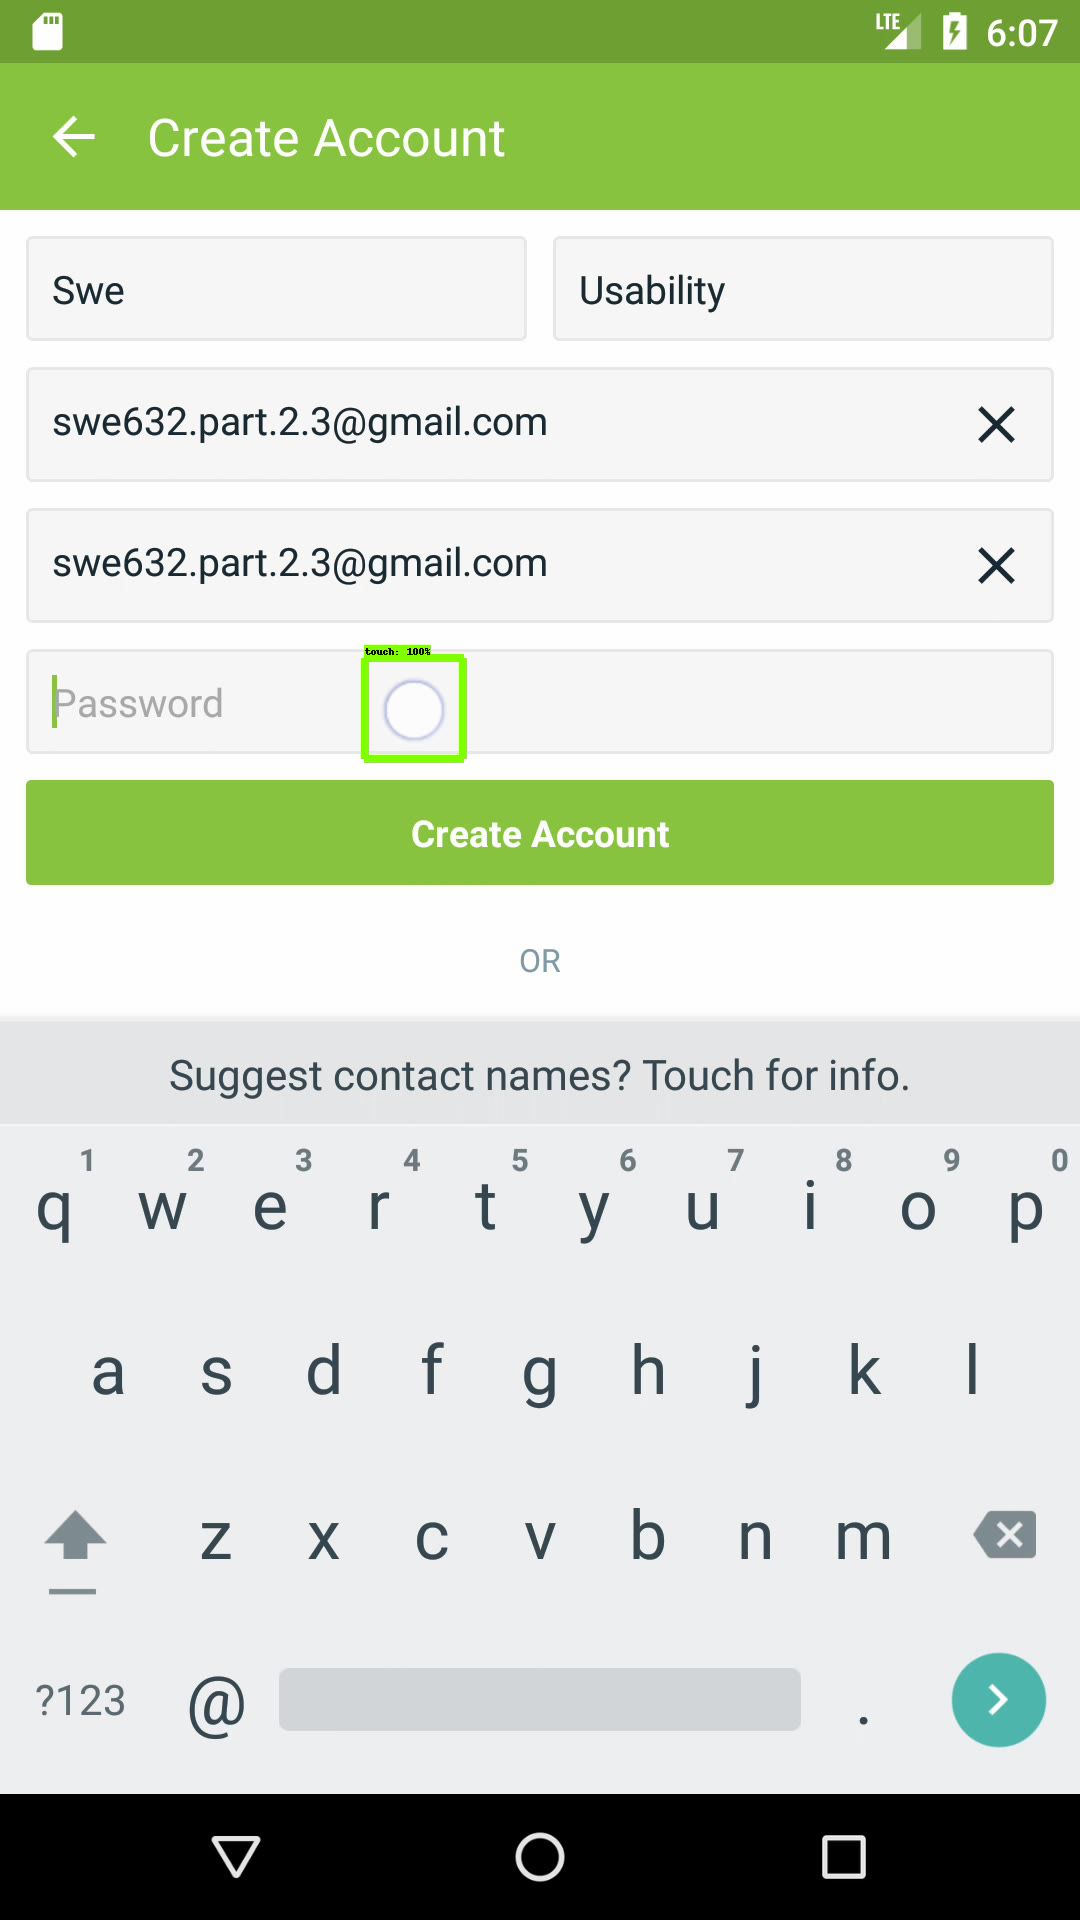 LTE 6:07
Create Account
Swe Usability
swe632.part.2.3@gmail.com
swe632.part.2.3@gmail.com
touch: 100%
Password
Create Account
OR
Suggest contact names? Touch for info.
1 2 3 4 5 6 7 8 9 0
q w e r t y u i o p
a s d f g h j k l
z x c v b n m
?123 @ .